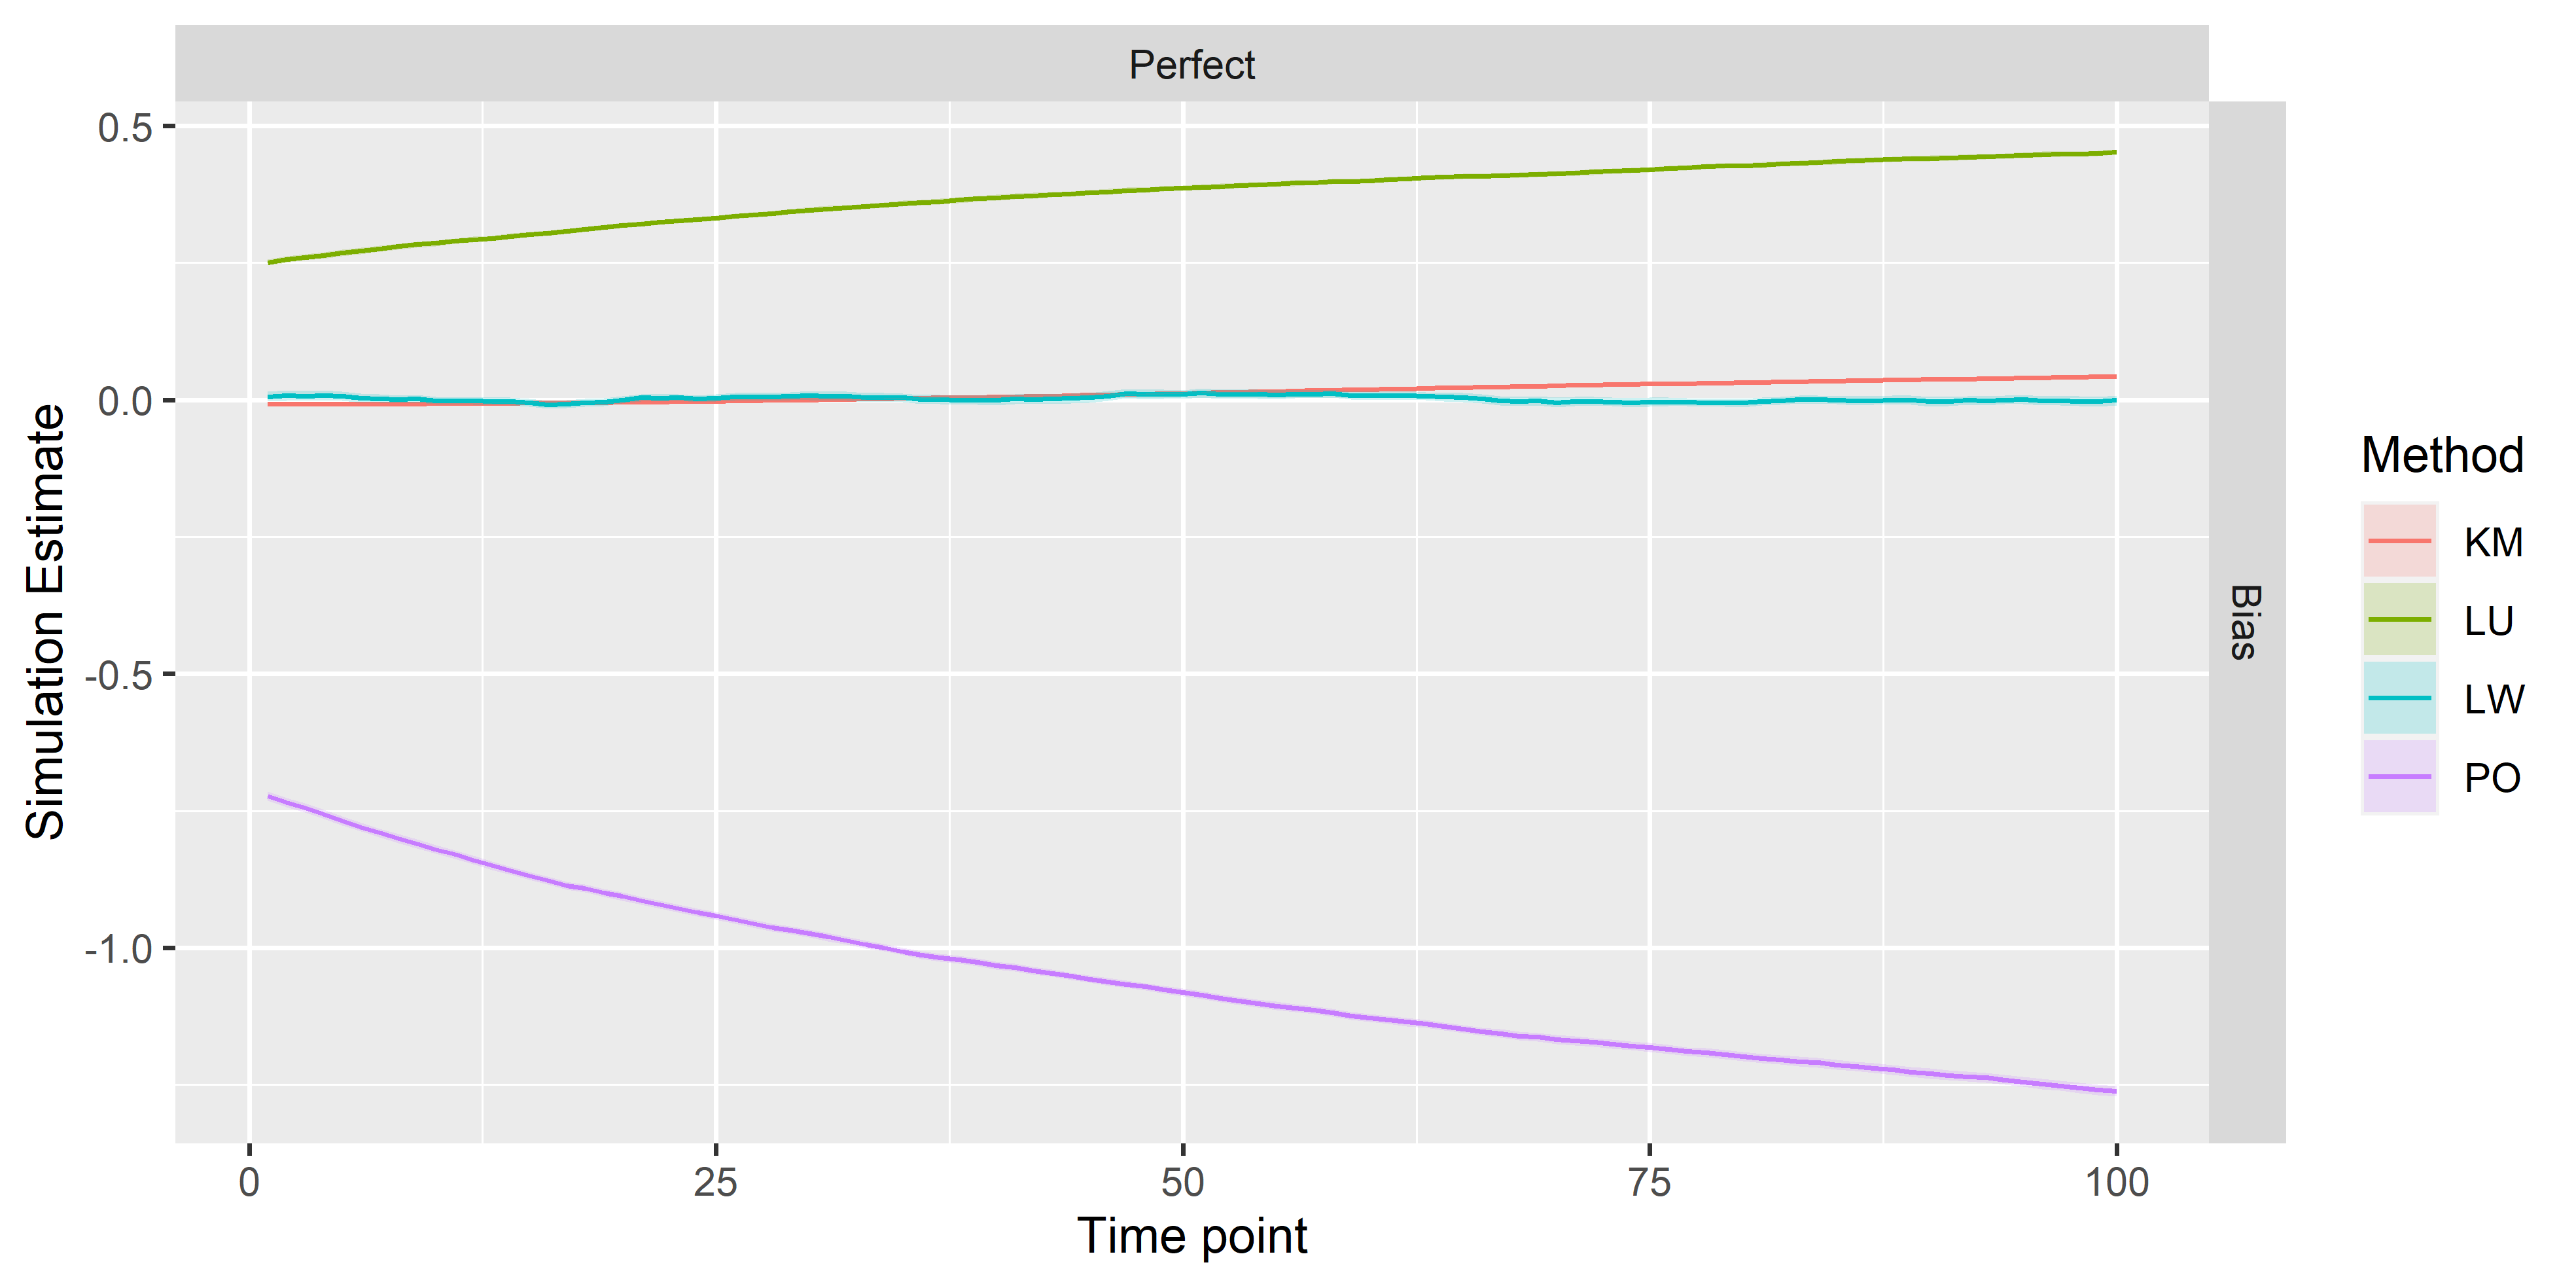 Perfect
0.5
0.0
-0.5
-1.0
Simulation Estimate
Bias
0 25 50 75 100
Time point
Method
KM
LU
LW
PO